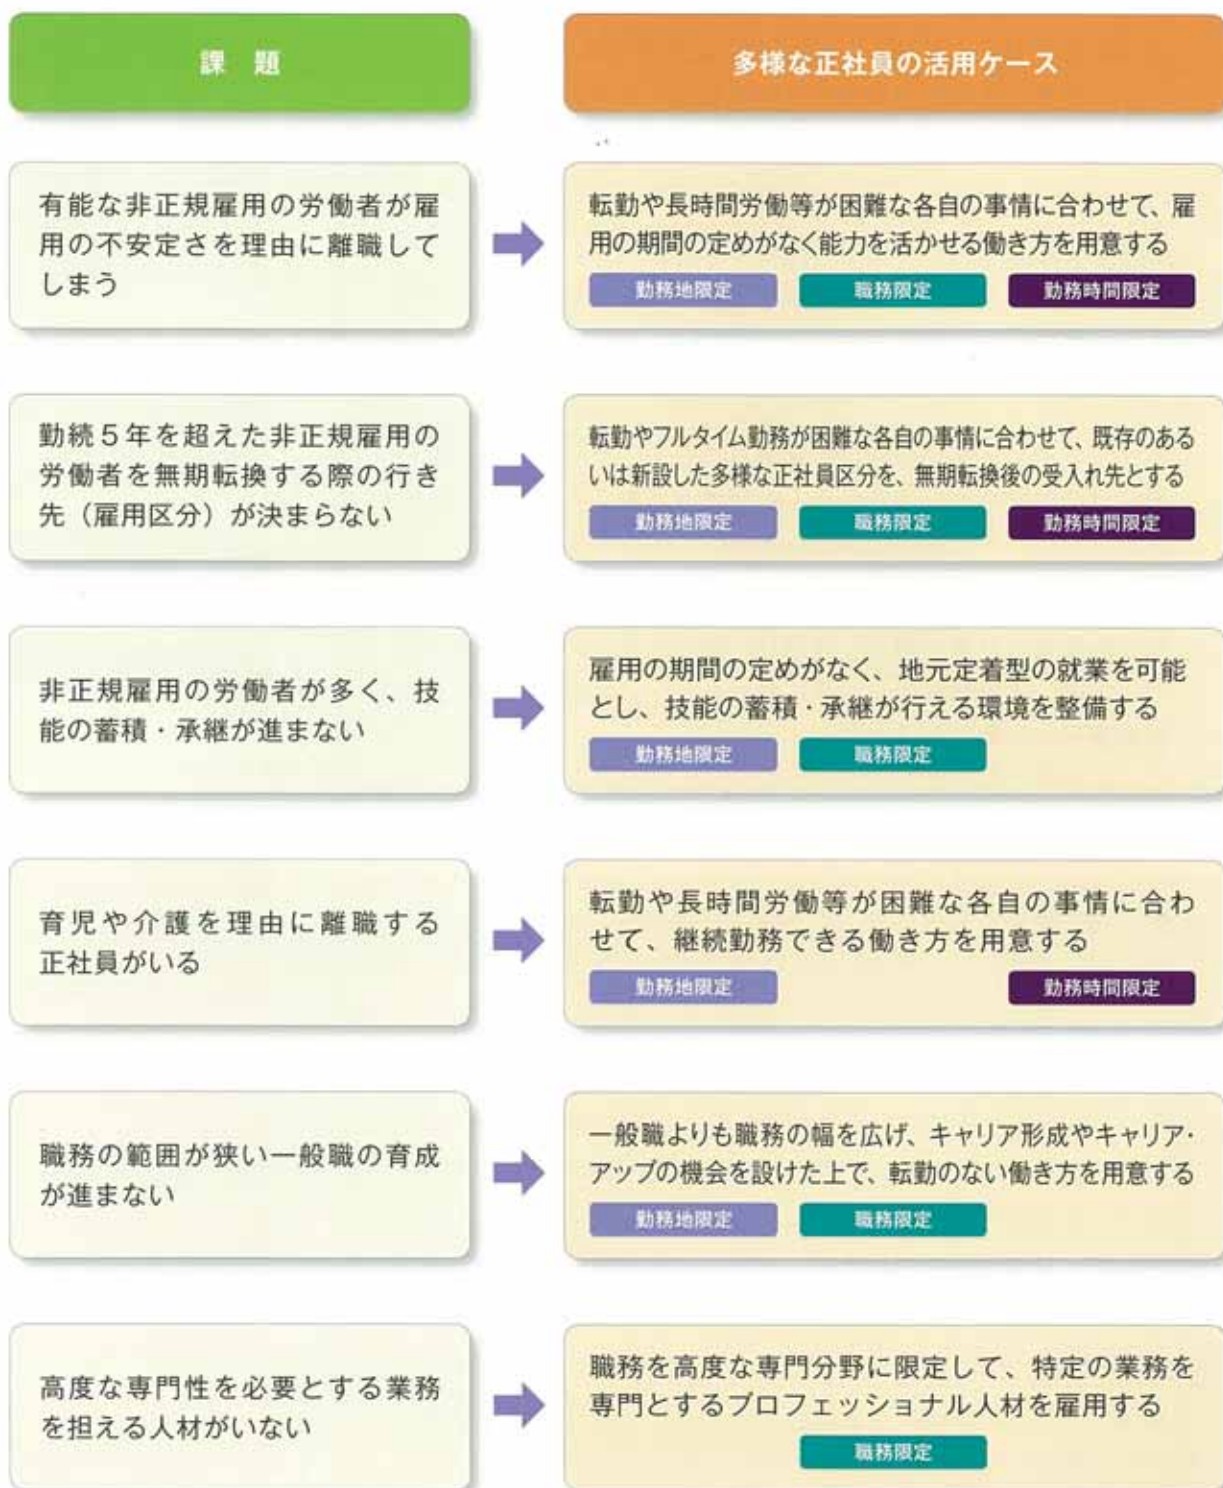 課 題
多様な正社員の活用ケース
有能な非正規雇用の労働者が雇
用の不安定さを理由に離職して
しまう
転勤や長時間労働等が困難な各自の事情に合わせて、雇
用の期間の定めがなく能力を活かせる働き方を用意する
勤務地限定 職務限定 勤務時間限定
勤続5年を超えた非正規雇用の
労働者を無期転換する際の行き
先（雇用区分）が決まらない
転勤やフルタイム勤務が困難な各自の事情に合わせて、既存のある
いは新設した多様な正社員区分を、無期転換後の受入れ先とする
勤務地限定 職務限定 勤務時間限定
非正規雇用の労働者が多く、技
能の蓄積・承継が進まない
雇用の期間の定めがなく、地元定着型の就業を可能
とし、技能の蓄積・承継が行える環境を整備する
勤務地限定 職務限定
育児や介護を理由に離職する
正社員がいる
転勤や長時間労働等が困難な各自の事情に合わ
せて、継続勤務できる働き方を用意する
勤務地限定 勤務時間限定
職務の範囲が狭い一般職の育成
が進まない
一般職よりも職務の幅を広げ、キャリア形成やキャリア・
アップの機会を設けた上で、転勤のない働き方を用意する
勤務地限定 職務限定
高度な専門性を必要とする業務
を担える人材がいない
職務を高度な専門分野に限定して、特定の業務を
専門とするプロフェッショナル人材を雇用する
職務限定